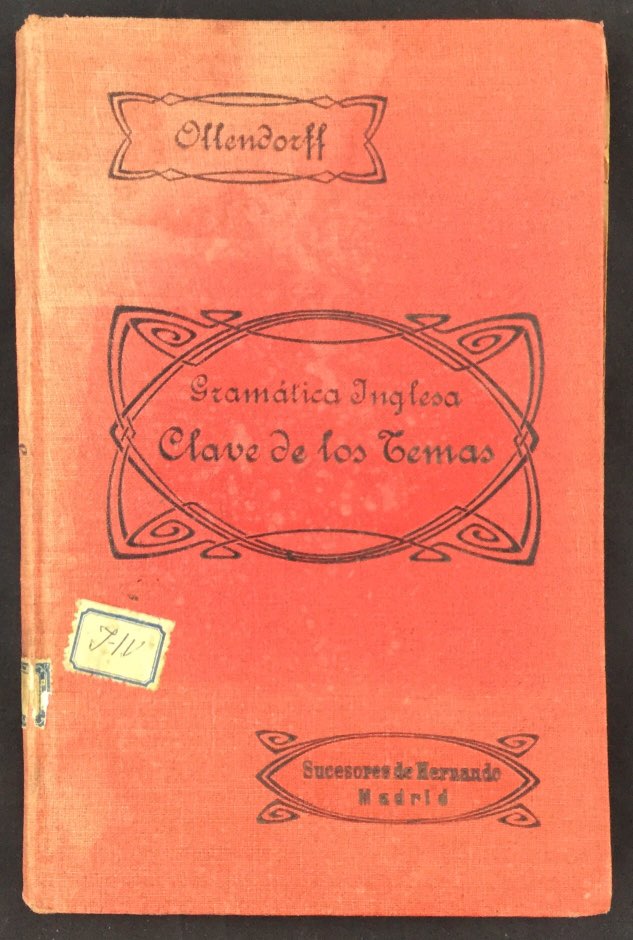 Ollendorff
Gramática Inglesa
Clave de los Temas
Sucesores de Hernando
Madrid